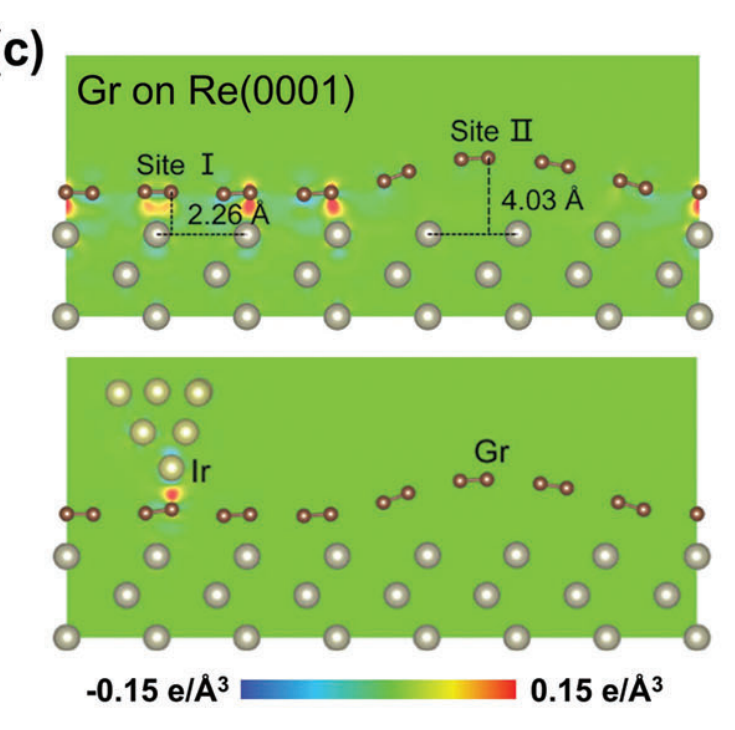 (c)
Gr on Re(0001)
Site II
Site I
4.03 Å
2.26 Å
Gr
Ir
-0.15 e/Å³ 0.15 e/Å³